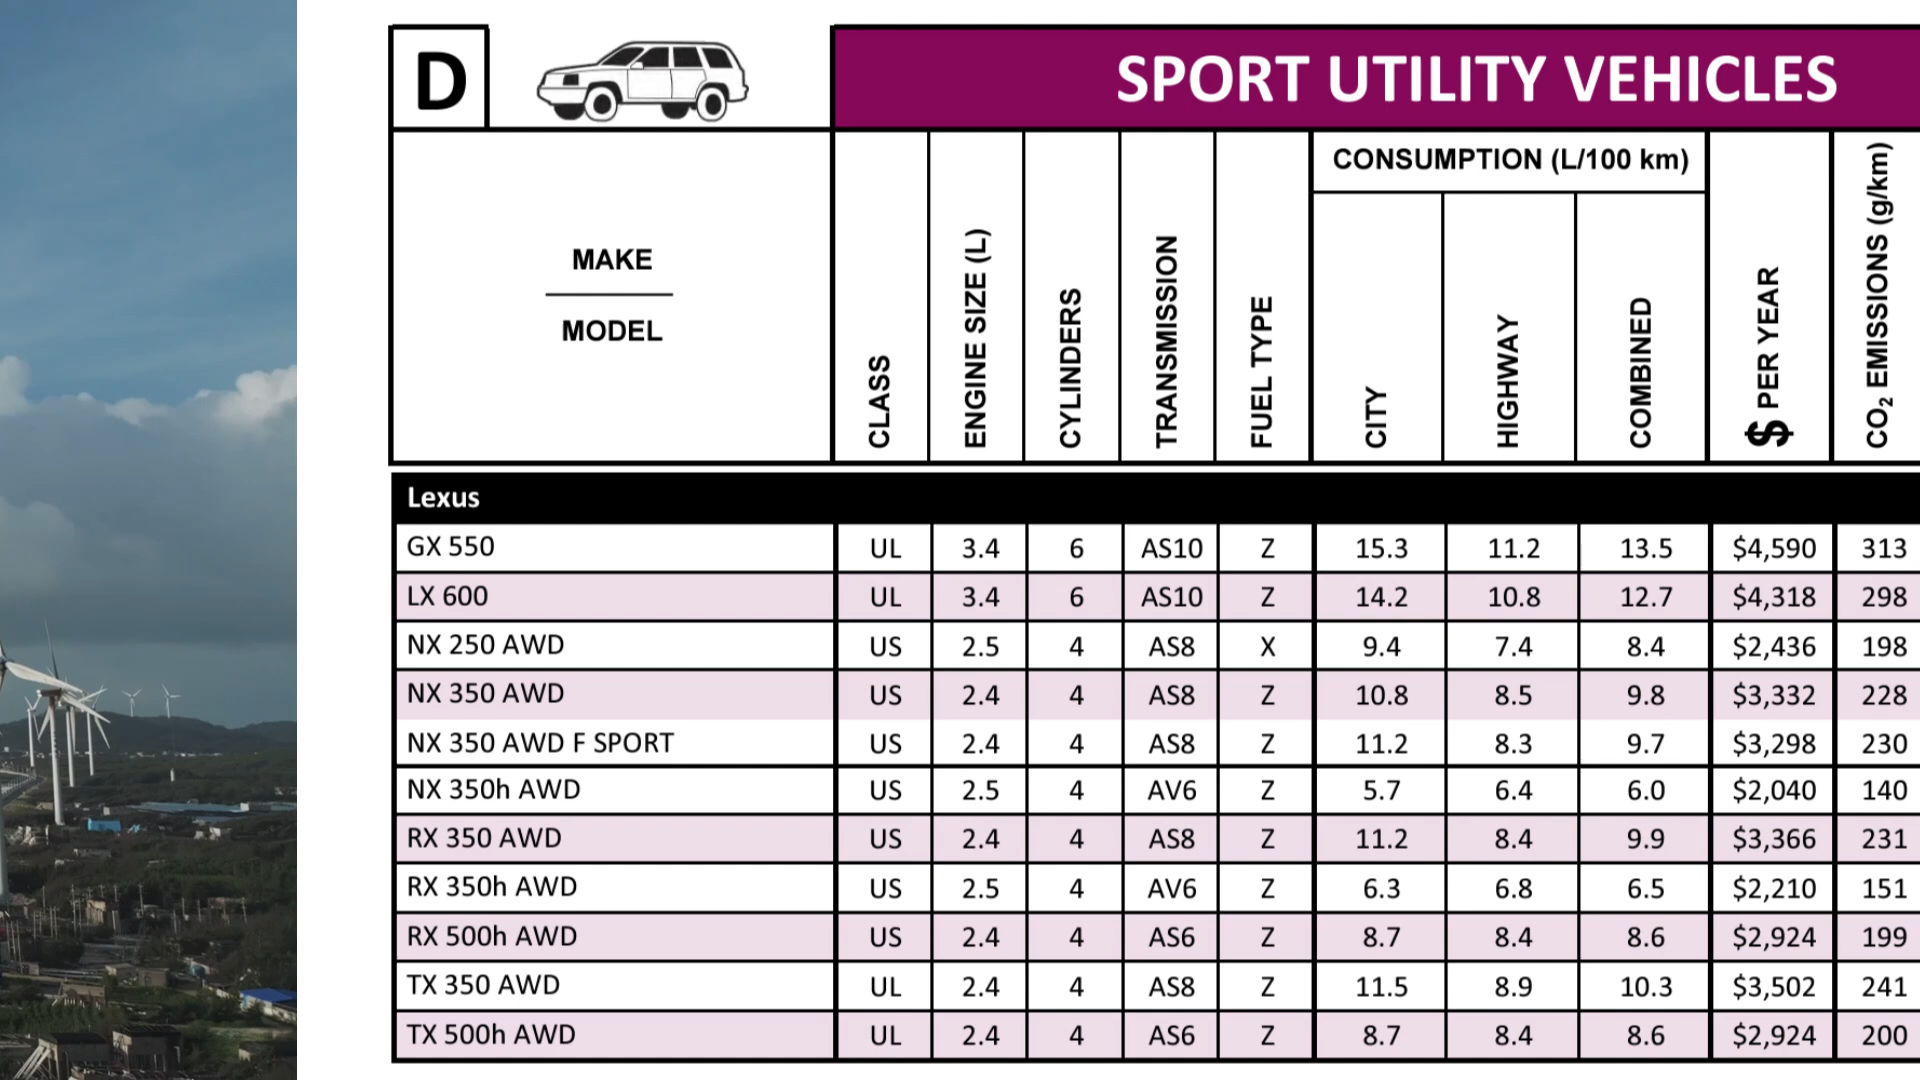 D
SPORT UTILITY VEHICLES
MAKE
MODEL
CLASS
ENGINE SIZE (L)
CYLINDERS
TRANSMISSION
FUEL TYPE
CONSUMPTION (L/100 km)
CITY
HIGHWAY
COMBINED
$ PER YEAR
CO₂ EMISSIONS (g/km)
Lexus
GX 550 UL 3.4 6 AS10 Z 15.3 11.2 13.5 $4,590 313
LX 600 UL 3.4 6 AS10 Z 14.2 10.8 12.7 $4,318 298
NX 250 AWD US 2.5 4 AS8 X 9.4 7.4 8.4 $2,436 198
NX 350 AWD US 2.4 4 AS8 Z 10.8 8.5 9.8 $3,332 228
NX 350 AWD F SPORT US 2.4 4 AS8 Z 11.2 8.3 9.7 $3,298 230
NX 350h AWD US 2.5 4 AV6 Z 5.7 6.4 6.0 $2,040 140
RX 350 AWD US 2.4 4 AS8 Z 11.2 8.4 9.9 $3,366 231
RX 350h AWD US 2.5 4 AV6 Z 6.3 6.8 6.5 $2,210 151
RX 500h AWD US 2.4 4 AS6 Z 8.7 8.4 8.6 $2,924 199
TX 350 AWD UL 2.4 4 AS8 Z 11.5 8.9 10.3 $3,502 241
TX 500h AWD UL 2.4 4 AS6 Z 8.7 8.4 8.6 $2,924 200